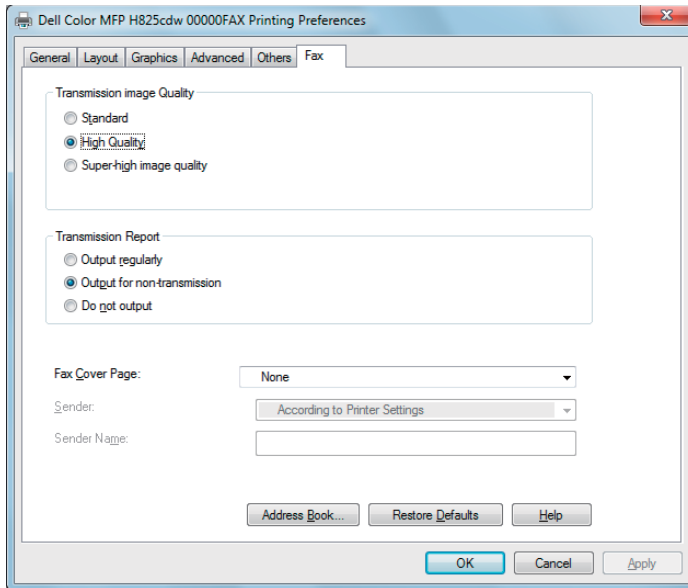 Dell Color MFP H825cdw 00000FAX Printing Preferences
General Layout Graphics Advanced Others Fax
Transmission image Quality
Standard
High Quality
Super-high image quality
Transmission Report
Output regularly
Output for non-transmission
Do not output
Fax Cover Page: None
Sender: According to Printer Settings
Sender Name:
Address Book... Restore Defaults Help
OK Cancel Apply